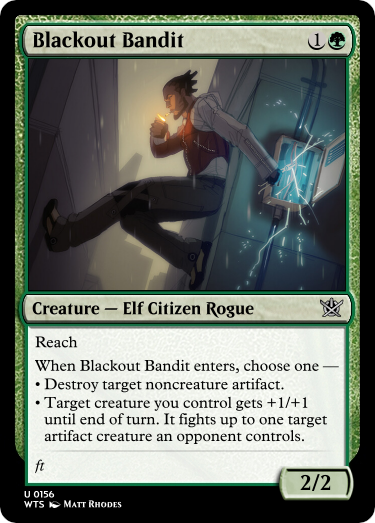 Blackout Bandit 1
Creature — Elf Citizen Rogue
Reach
When Blackout Bandit enters, choose one —
• Destroy target noncreature artifact.
• Target creature you control gets +1/+1
until end of turn. It fights up to one target
artifact creature an opponent controls.
ft
2/2
U 0156
WTS Matt Rhodes